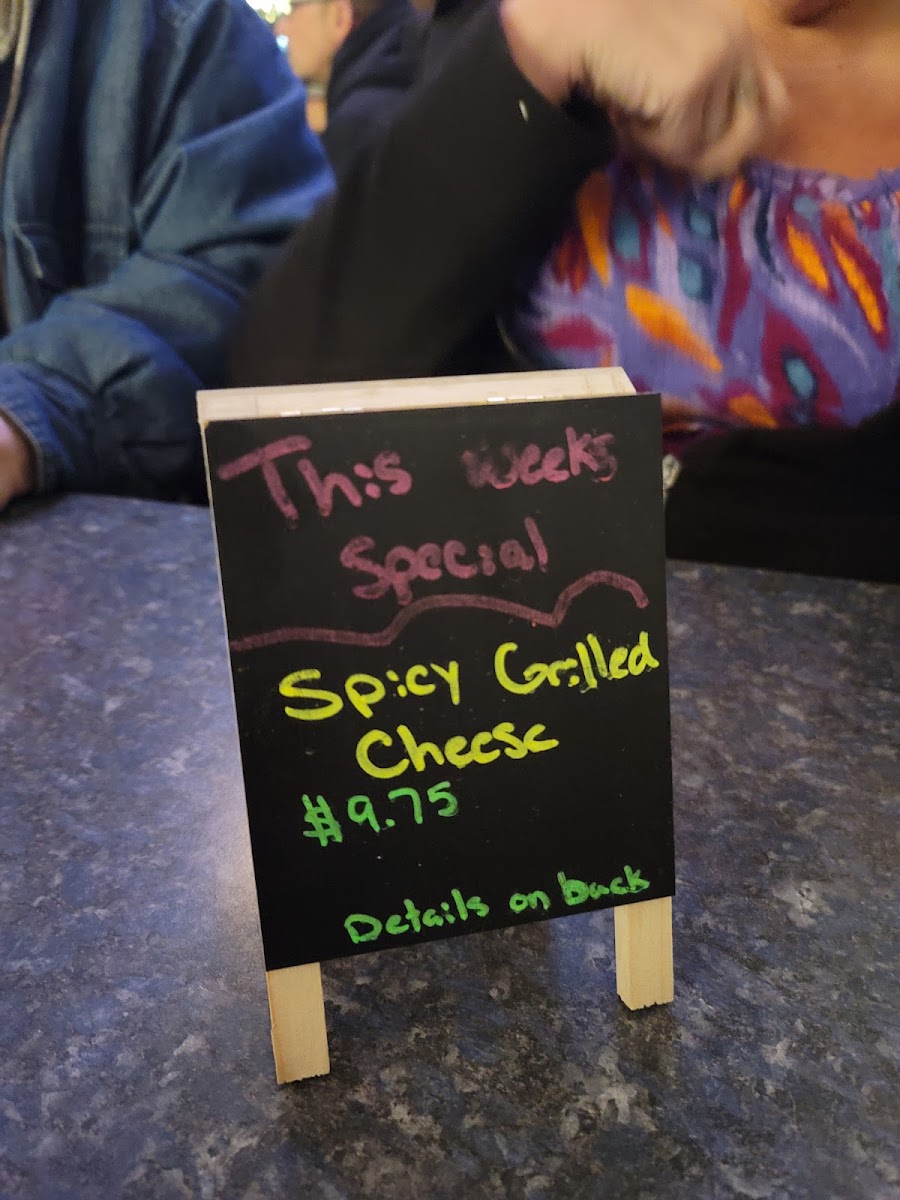 This weeks
Special
Spicy Grilled
Cheese
$9.75
Details on back